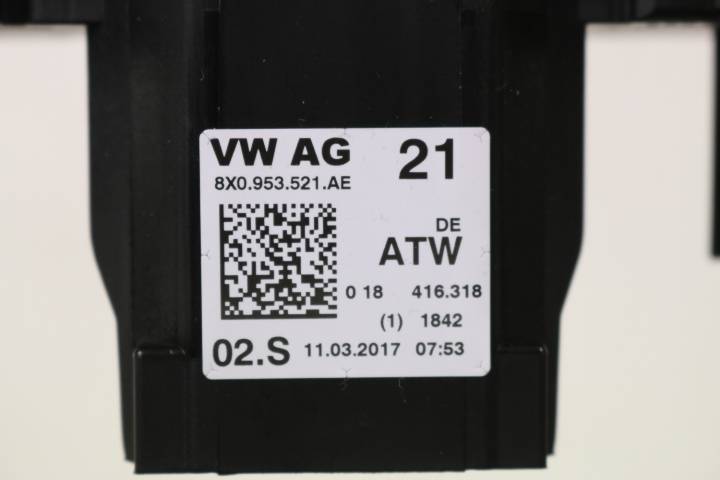 VW AG 21
8X0.953.521.AE
DE
ATW
0 18 416.318
(1) 1842
02.S 11.03.2017 07:53